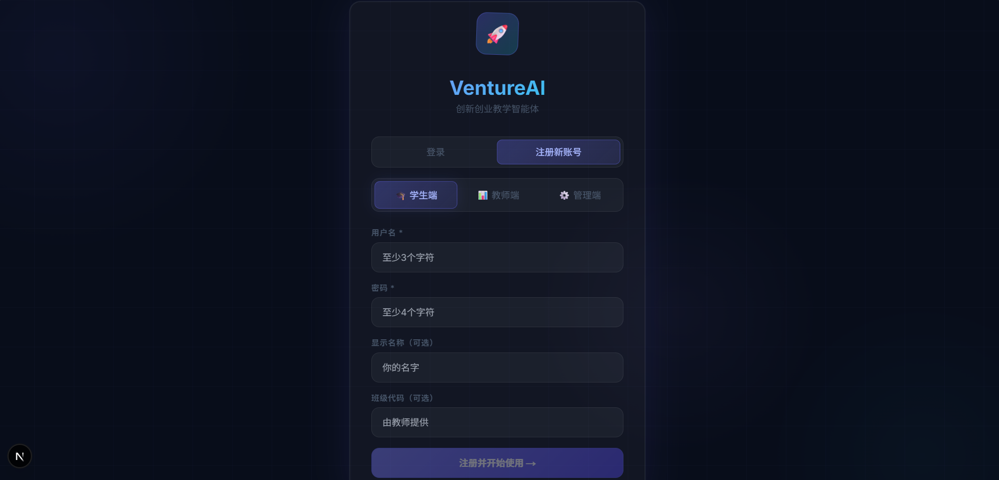 VentureAI
创新创业教学智能体
登录
注册新账号
学生端
教师端
管理端
用户名 *
至少3个字符
密码 *
至少4个字符
显示名称（可选）
你的名字
班级代码（可选）
由教师提供
注册并开始使用 →
N